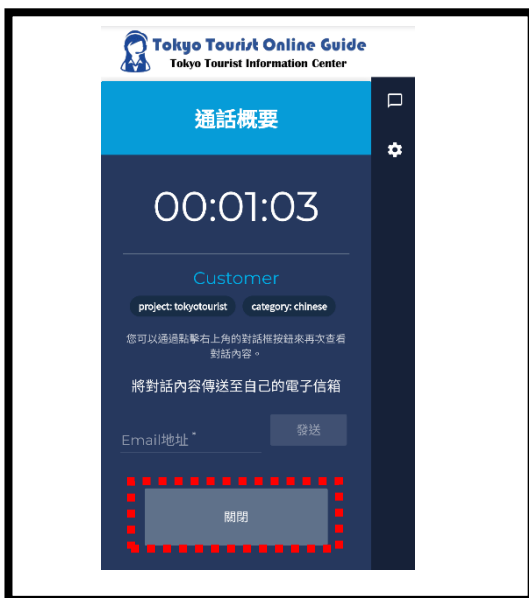 Tokyo Tourist Online Guide
Tokyo Tourist Information Center
通話概要
00:01:03
Customer
project: tokyotourist category: chinese
您可以通過點擊右上角的對話框按鈕來再次查看
對話內容。
將對話內容傳送至自己的電子信箱
Email地址 *
發送
關閉